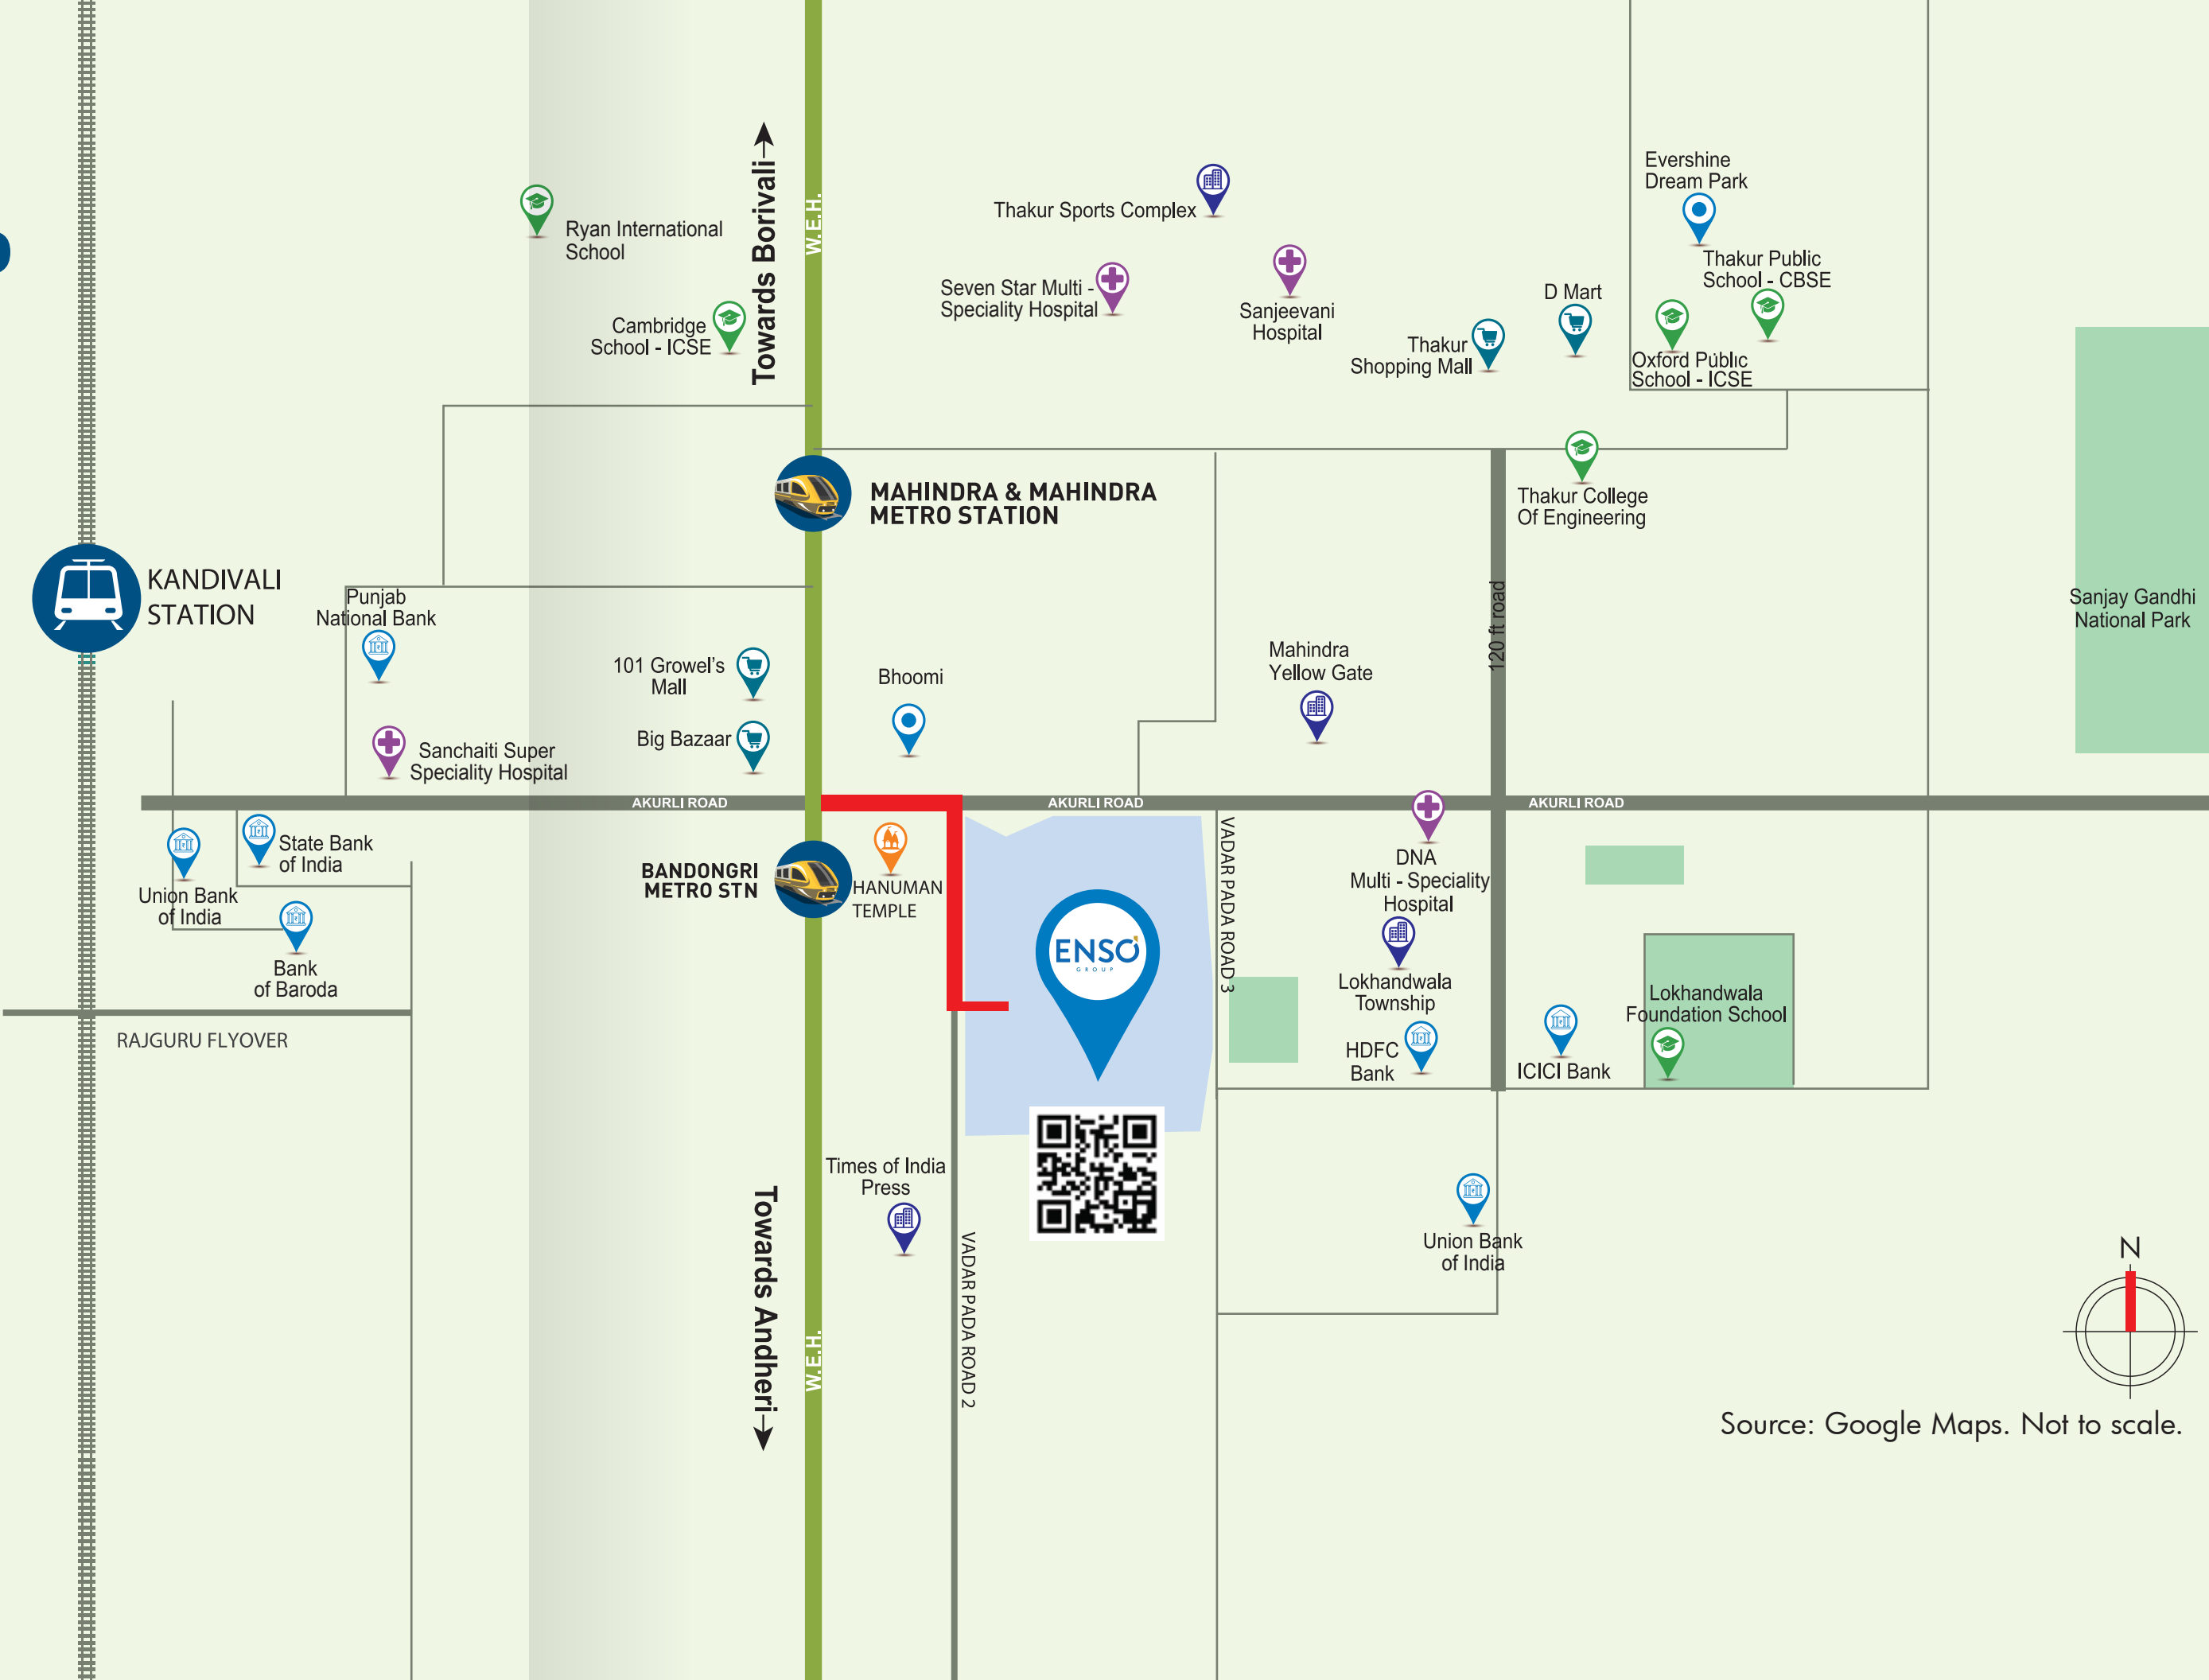 Towards Borivali
W.E.H.
Evershine
Dream Park
Thakur Sports Complex
Ryan International
School
Thakur Public
School - CBSE
Seven Star Multi -
Speciality Hospital
Sanjeevani
Hospital
D Mart
Cambridge
School - ICSE
Thakur
Shopping Mall
Oxford Public
School - ICSE
MAHINDRA & MAHINDRA
METRO STATION
Thakur College
Of Engineering
KANDIVALI
STATION
Punjab
National Bank
120 ft road
Sanjay Gandhi
National Park
101 Growel's
Mall
Bhoomi
Mahindra
Yellow Gate
Big Bazaar
Sanchaiti Super
Speciality Hospital
AKURLI ROAD
AKURLI ROAD
AKURLI ROAD
State Bank
of India
Union Bank
of India
BANDONGRI
METRO STN
HANUMAN
TEMPLE
VADAR PADA ROAD 3
DNA
Multi - Speciality
Hospital
ENSO
GROUP
Bank
of Baroda
Lokhandwala
Township
Lokhandwala
Foundation School
RAJGURU FLYOVER
HDFC
Bank
ICICI Bank
Times of India
Press
Towards Andheri
W.E.H.
VADAR PADA ROAD 2
Union Bank
of India
N
Source: Google Maps. Not to scale.